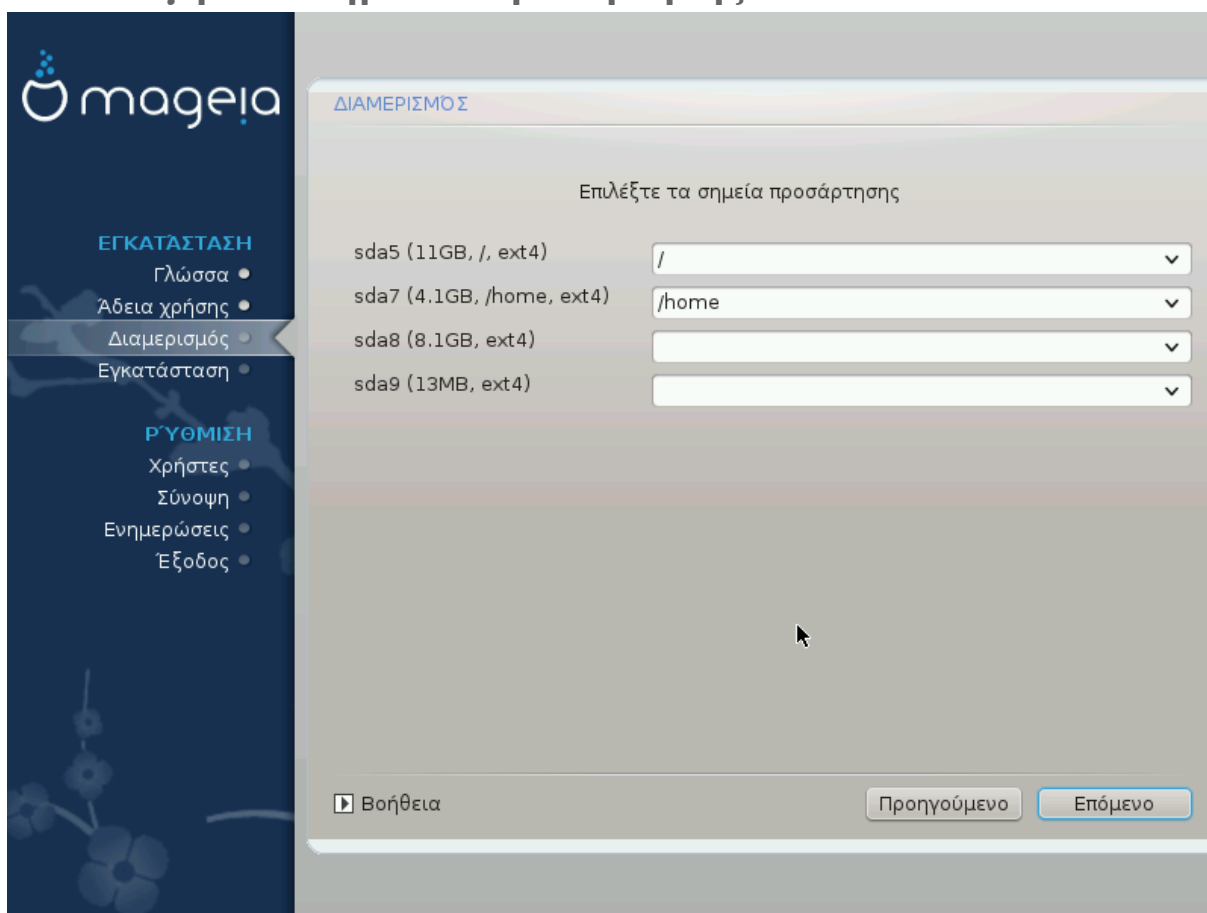 mageia
ΔΙΑΜΕΡΙΣΜΌΣ
Επιλέξτε τα σημεία προσάρτησης
ΕΓΚΑΤΆΣΤΑΣΗ
Γλώσσα
Άδεια χρήσης
Διαμερισμός
Εγκατάσταση
ΡΎΘΜΙΣΗ
Χρήστες
Σύνοψη
Ενημερώσεις
Έξοδος
sda5 (11GB, /, ext4) /
sda7 (4.1GB, /home, ext4) /home
sda8 (8.1GB, ext4)
sda9 (13MB, ext4)
Βοήθεια
Προηγούμενο
Επόμενο